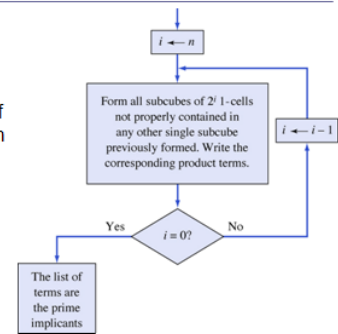 i ← n
Form all subcubes of 2^i 1-cells
not properly contained in
any other single subcube
previously formed. Write the
corresponding product terms.
i ← i – 1
Yes
i = 0?
No
The list of
terms are
the prime
implicants